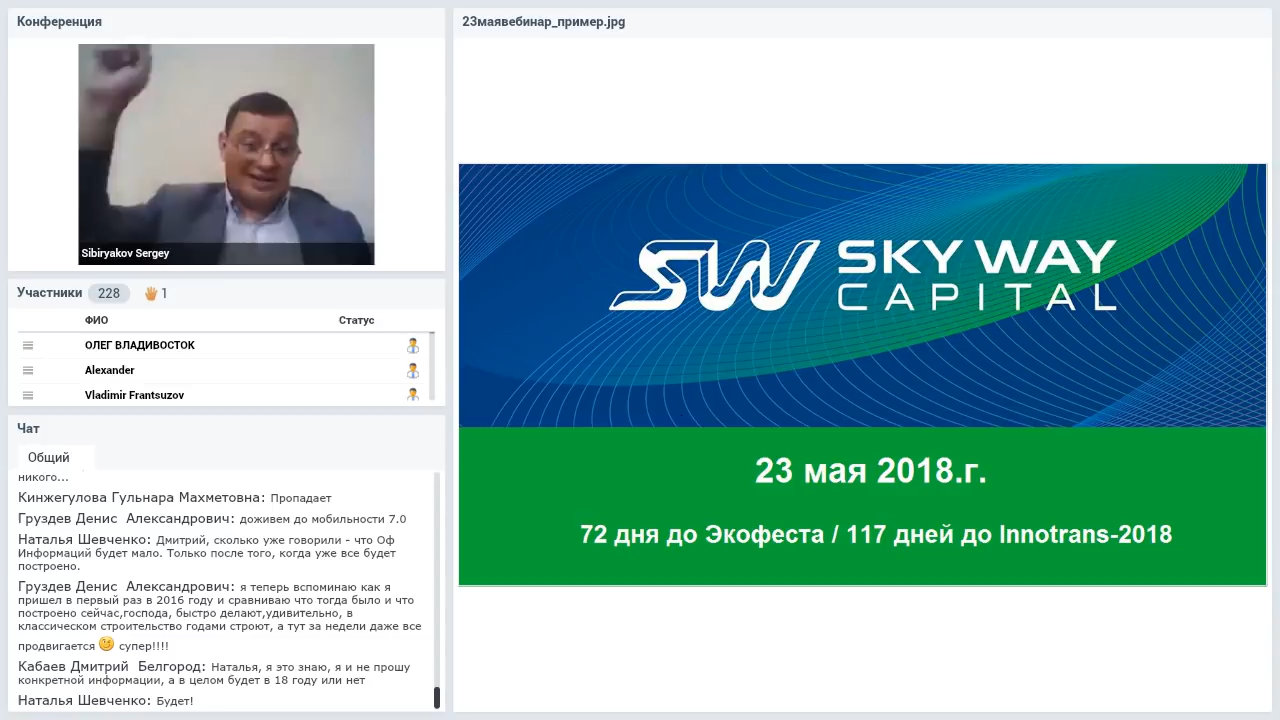 Конференция
Sibiryakov Sergey
Участники 228 1
ФИО Статус
ОЛЕГ ВЛАДИВОСТОК
Alexander
Vladimir Frantsuzov
Чат
Общий
никого...
Кинжегулова Гульнара Махметовна: Пропадает
Груздев Денис Александрович: доживем до мобильности 7.0
Наталья Шевченко: Дмитрий, сколько уже говорили - что Оф
Информаций будет мало. Только после того, когда уже все будет
построено.
Груздев Денис Александрович: я теперь вспоминаю как я
пришел в первый раз в 2016 году и сравниваю что тогда было и что
построено сейчас,господа, быстро делают,удивительно, в
классическом строительство годами строют, а тут за недели даже все
продвигается супер!!!!
Кабаев Дмитрий Белгород: Наталья, я это знаю, я и не прошу
конкретной информации, а в целом будет в 18 году или нет
Наталья Шевченко: Будет!
23маявебинар_пример.jpg
SW SKY WAY
CAPITAL
23 мая 2018.г.
72 дня до Экофеста / 117 дней до Innotrans-2018